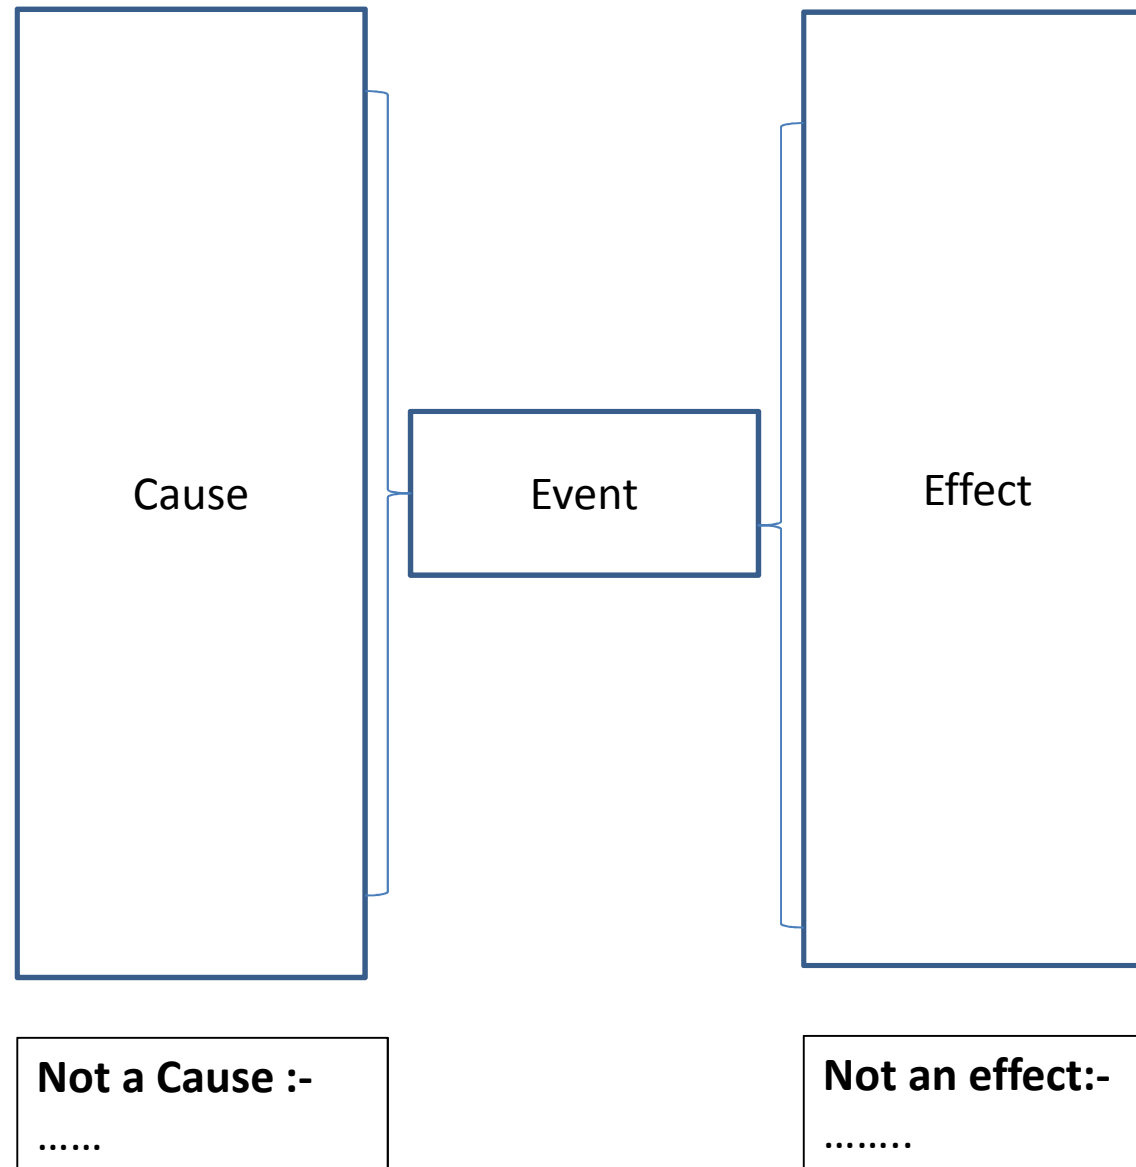 Cause
Event
Effect
Not a Cause :-
......
Not an effect:-
........